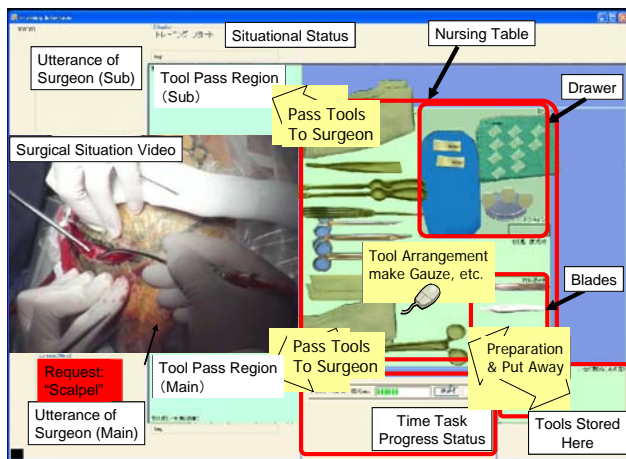 トレーニング スタート
Situational Status
Nursing Table
Utterance of
Surgeon (Sub)
Tool Pass Region
(Sub)
Drawer
Pass Tools
To Surgeon
Surgical Situation Video
Tool Arrangement
make Gauze, etc.
Blades
Request:
“Scalpel”
Tool Pass Region
(Main)
Pass Tools
To Surgeon
Preparation
& Put Away
Utterance of
Surgeon (Main)
Time Task
Progress Status
Tools Stored
Here